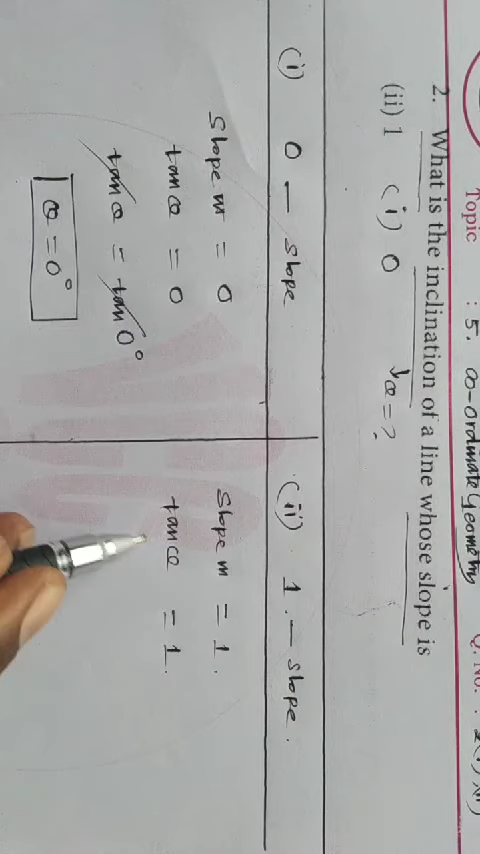 Topic : 5. co-ordinate Geometry Q. No. :
2. What is the inclination of a line whose slope is
(ii) 1 (i) 0 θ = ?
(i) 0 — slope
Slope m = 0
tan θ = 0
tan θ = tan 0°
θ = 0°
(ii) 1. — slope.
Slope m = 1.
tan θ = 1.